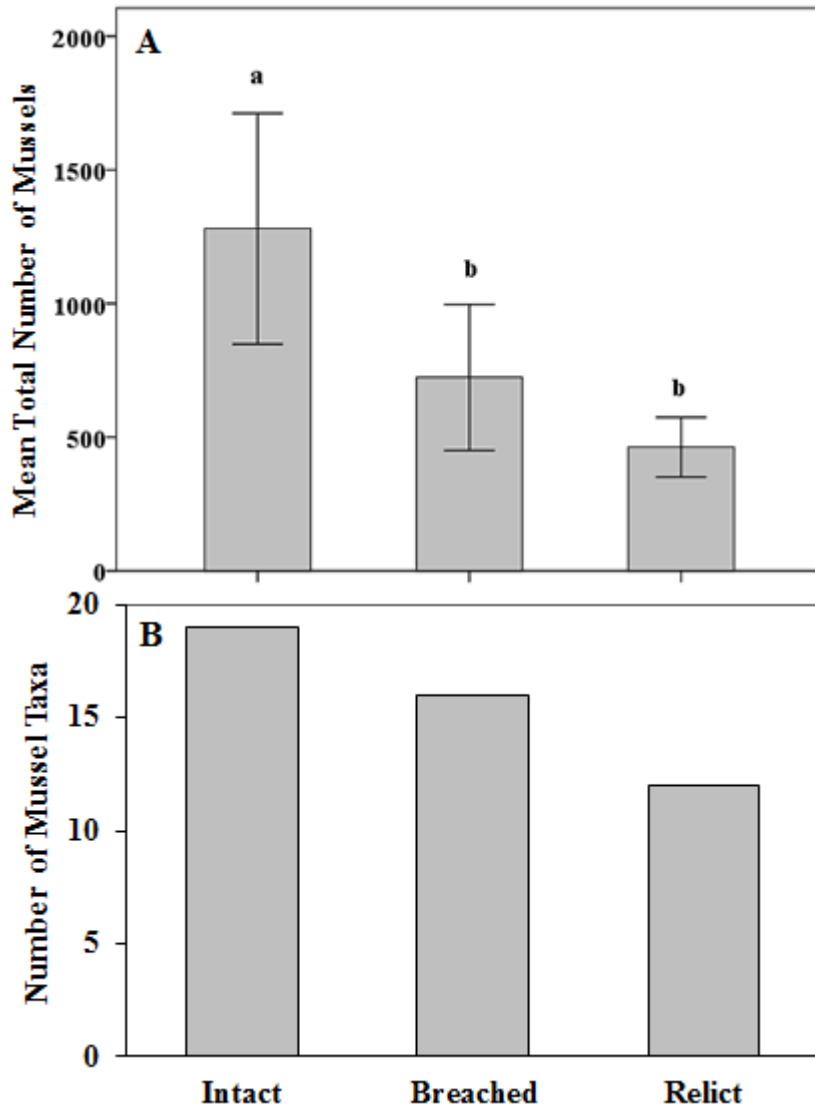 A
Mean Total Number of Mussels
2000
1500
1000
500
0
a
b
b
B
Number of Mussel Taxa
20
15
10
5
0
Intact Breached Relict